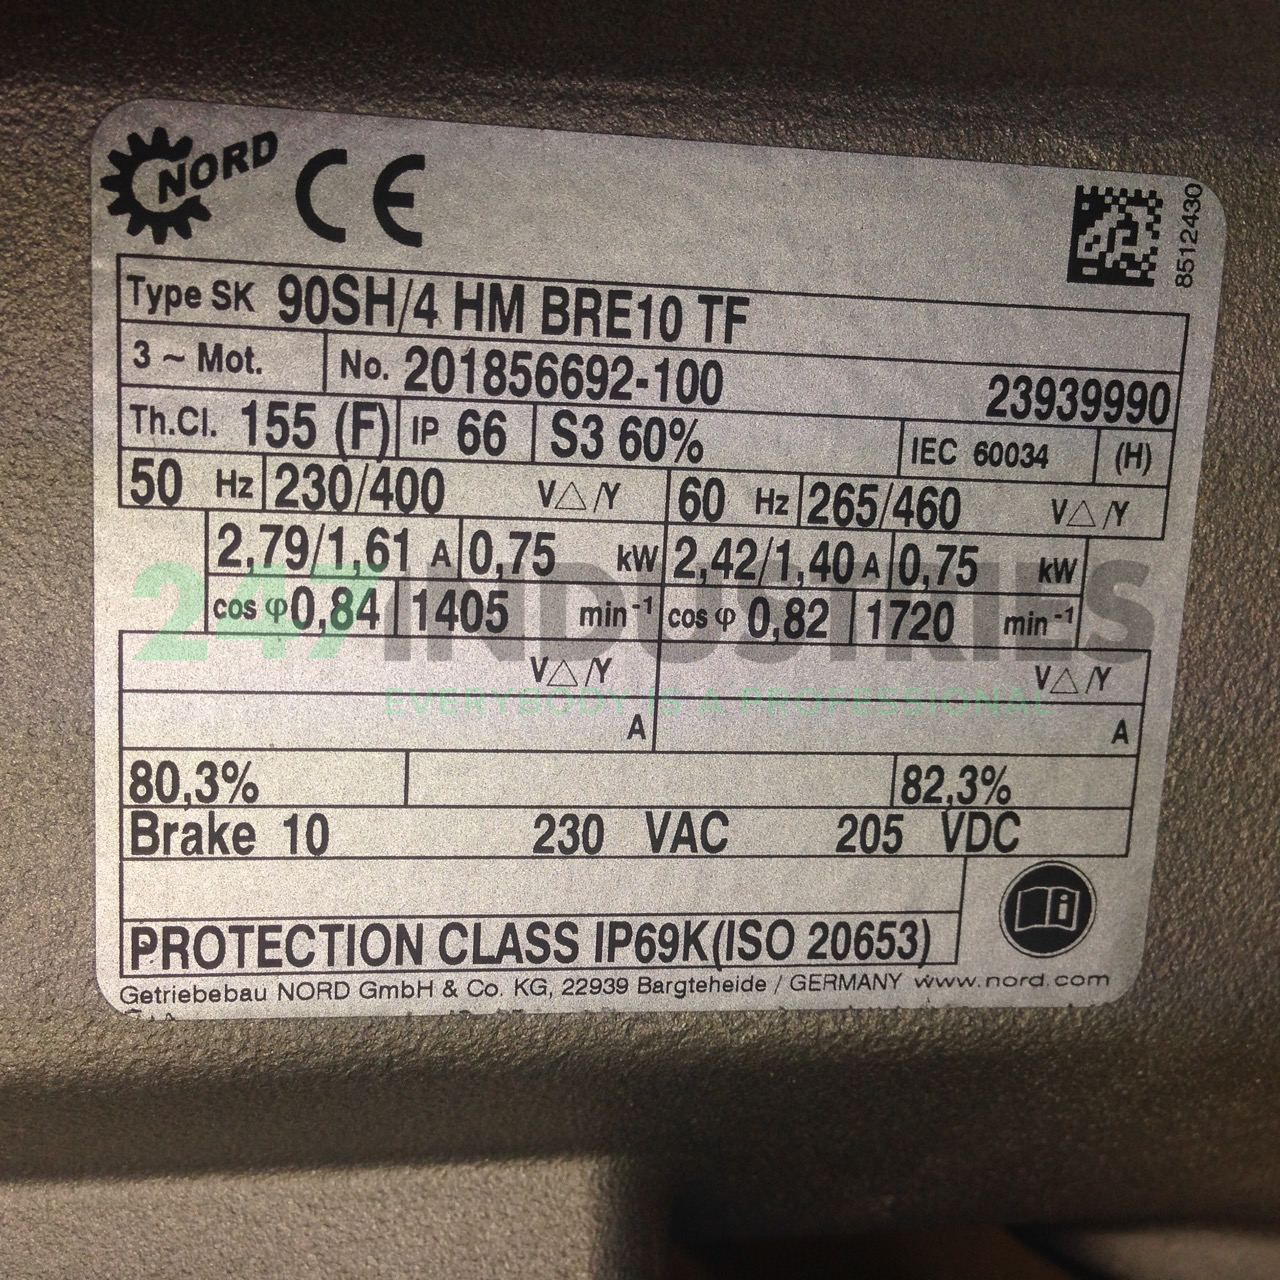 NORD CE
8512430
Type SK 90SH/4 HM BRE10 TF
3 ~ Mot. No. 201856692-100 23939990
Th.Cl. 155 (F) IP 66 S3 60% IEC 60034 (H)
50 Hz 230/400 V△/Y 60 Hz 265/460 V△/Y
2,79/1,61 A 0,75 kW 2,42/1,40 A 0,75 kW
cos φ 0,84 1405 min⁻¹ cos φ 0,82 1720 min⁻¹
247INDUSTRIES
V△/Y V△/Y
EVERYBODY IS A PROFESSIONAL
A A
80,3% 82,3%
Brake 10 230 VAC 205 VDC
PROTECTION CLASS IP69K(ISO 20653)
Getriebebau NORD GmbH & Co. KG, 22939 Bargteheide / GERMANY www.nord.com